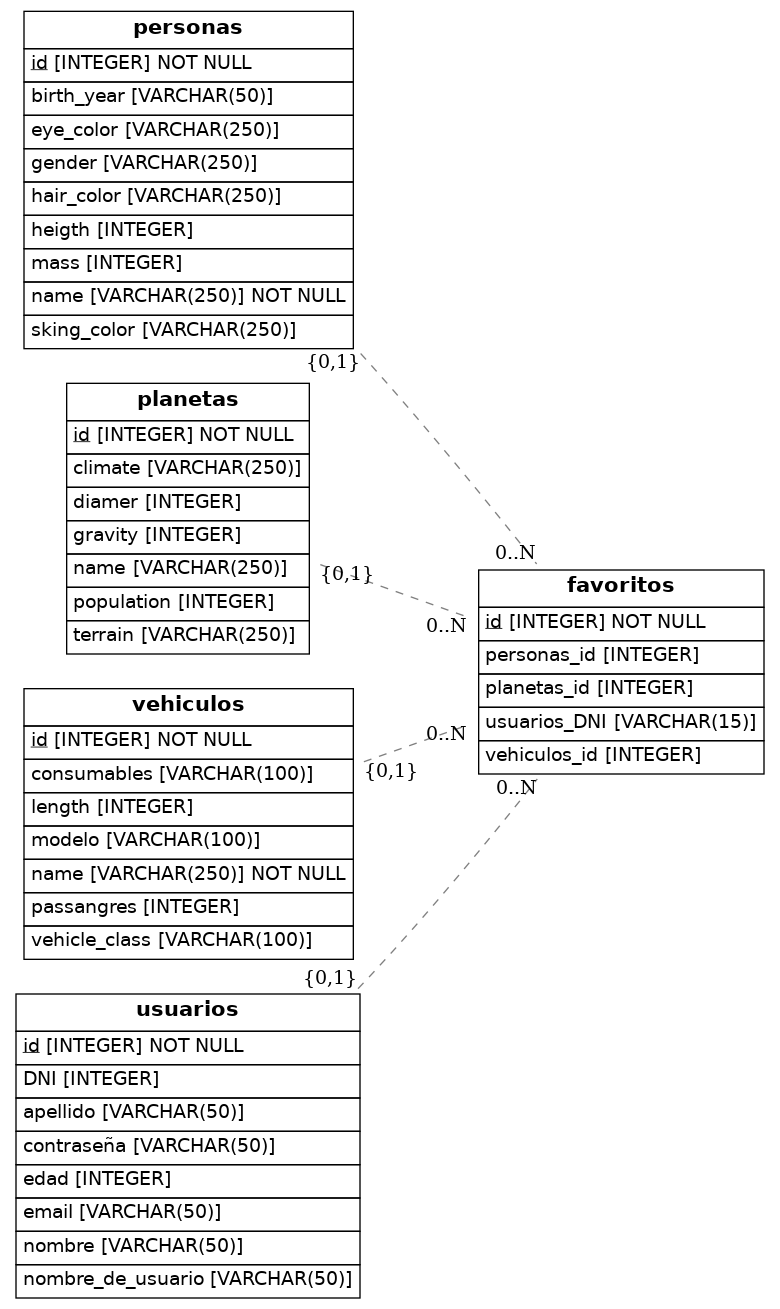 personas
id [INTEGER] NOT NULL
birth_year [VARCHAR(50)]
eye_color [VARCHAR(250)]
gender [VARCHAR(250)]
hair_color [VARCHAR(250)]
heigth [INTEGER]
mass [INTEGER]
name [VARCHAR(250)] NOT NULL
sking_color [VARCHAR(250)]
{0,1}
planetas
id [INTEGER] NOT NULL
climate [VARCHAR(250)]
diamer [INTEGER]
gravity [INTEGER]
name [VARCHAR(250)]
population [INTEGER]
terrain [VARCHAR(250)]
{0,1}
0..N
0..N
favoritos
id [INTEGER] NOT NULL
personas_id [INTEGER]
planetas_id [INTEGER]
usuarios_DNI [VARCHAR(15)]
vehiculos_id [INTEGER]
0..N
0..N
vehiculos
id [INTEGER] NOT NULL
consumables [VARCHAR(100)]
length [INTEGER]
modelo [VARCHAR(100)]
name [VARCHAR(250)] NOT NULL
passangres [INTEGER]
vehicle_class [VARCHAR(100)]
{0,1}
{0,1}
usuarios
id [INTEGER] NOT NULL
DNI [INTEGER]
apellido [VARCHAR(50)]
contraseña [VARCHAR(50)]
edad [INTEGER]
email [VARCHAR(50)]
nombre [VARCHAR(50)]
nombre_de_usuario [VARCHAR(50)]